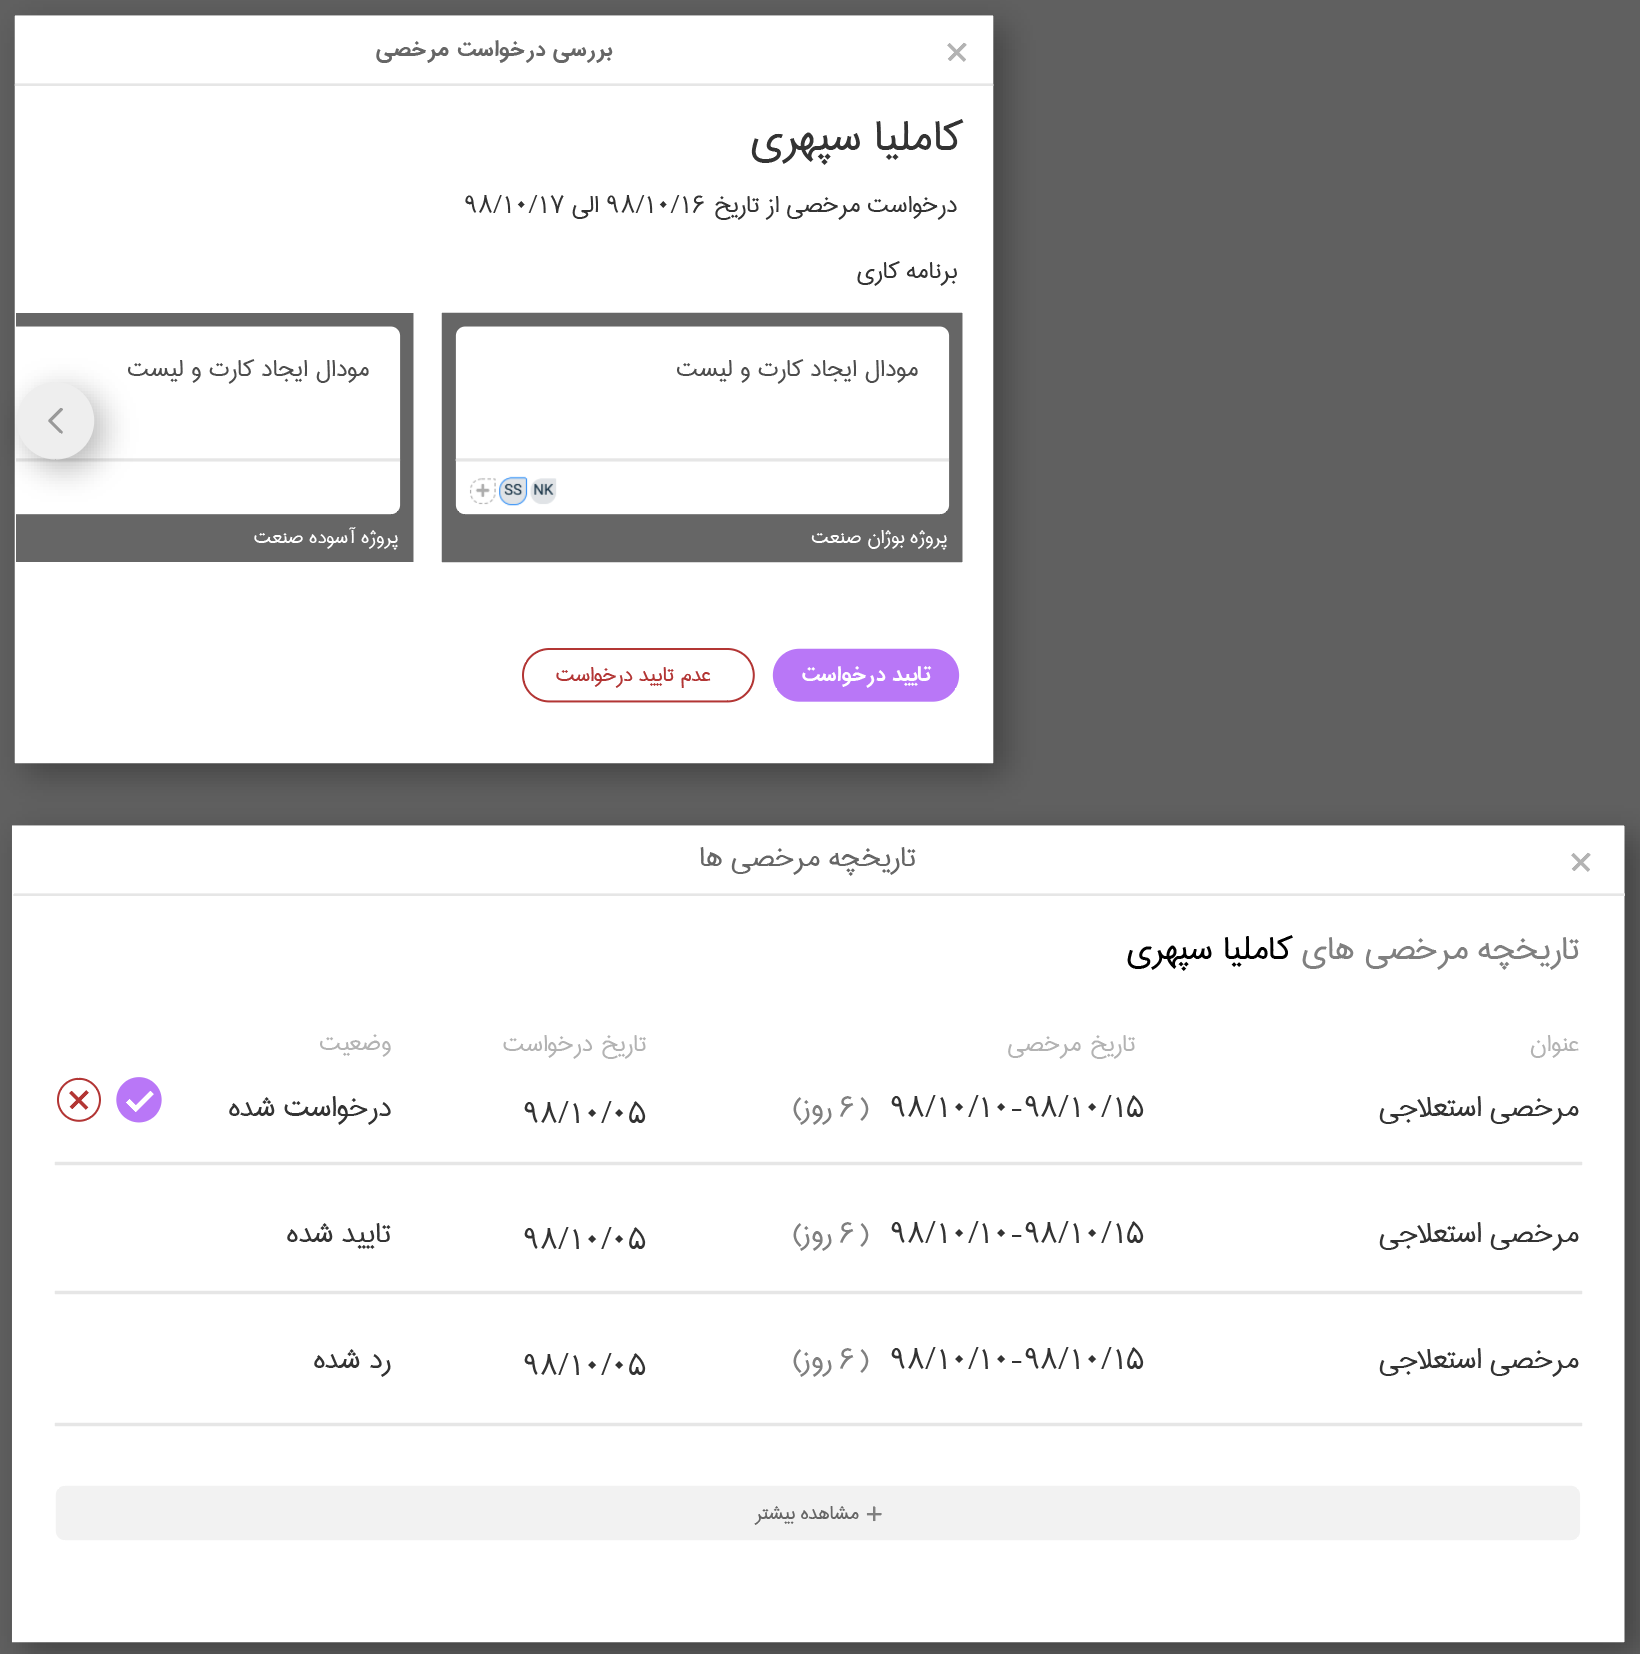 بررسی درخواست مرخصی
کاملیا سپهری
درخواست مرخصی از تاریخ ۹۸/۱۰/۱۶ الی ۹۸/۱۰/۱۷
برنامه کاری
مودال ایجاد کارت و لیست
NK SS
پروژه بوژان صنعت
مودال ایجاد کارت و لیست
پروژه آسوده صنعت
تایید درخواست
عدم تایید درخواست
تاریخچه مرخصی ها
تاریخچه مرخصی های کاملیا سپهری
عنوان تاریخ مرخصی تاریخ درخواست وضعیت
مرخصی استعلاجی ۹۸/۱۰/۱۰-۹۸/۱۰/۱۵ (۶ روز) ۹۸/۱۰/۰۵ درخواست شده
مرخصی استعلاجی ۹۸/۱۰/۱۰-۹۸/۱۰/۱۵ (۶ روز) ۹۸/۱۰/۰۵ تایید شده
مرخصی استعلاجی ۹۸/۱۰/۱۰-۹۸/۱۰/۱۵ (۶ روز) ۹۸/۱۰/۰۵ رد شده
+ مشاهده بیشتر